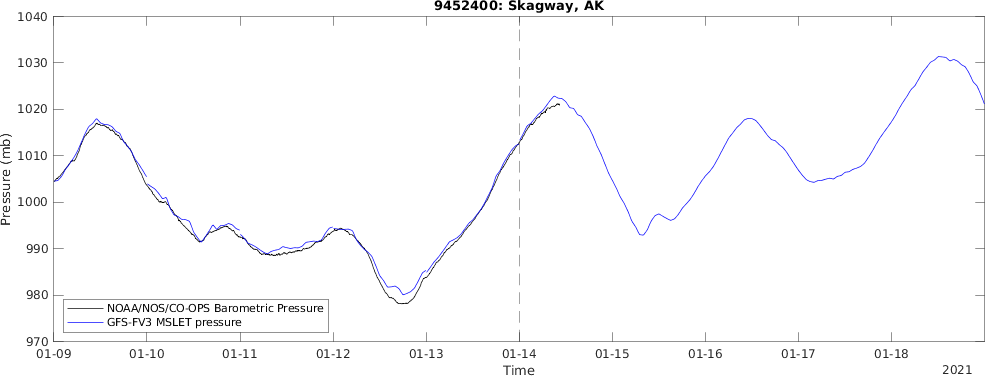 9452400: Skagway, AK
1040
1030
1020
1010
1000
990
980
970
Pressure (mb)
NOAA/NOS/CO-OPS Barometric Pressure
GFS-FV3 MSLET pressure
01-09 01-10 01-11 01-12 01-13 01-14 01-15 01-16 01-17 01-18
Time
2021